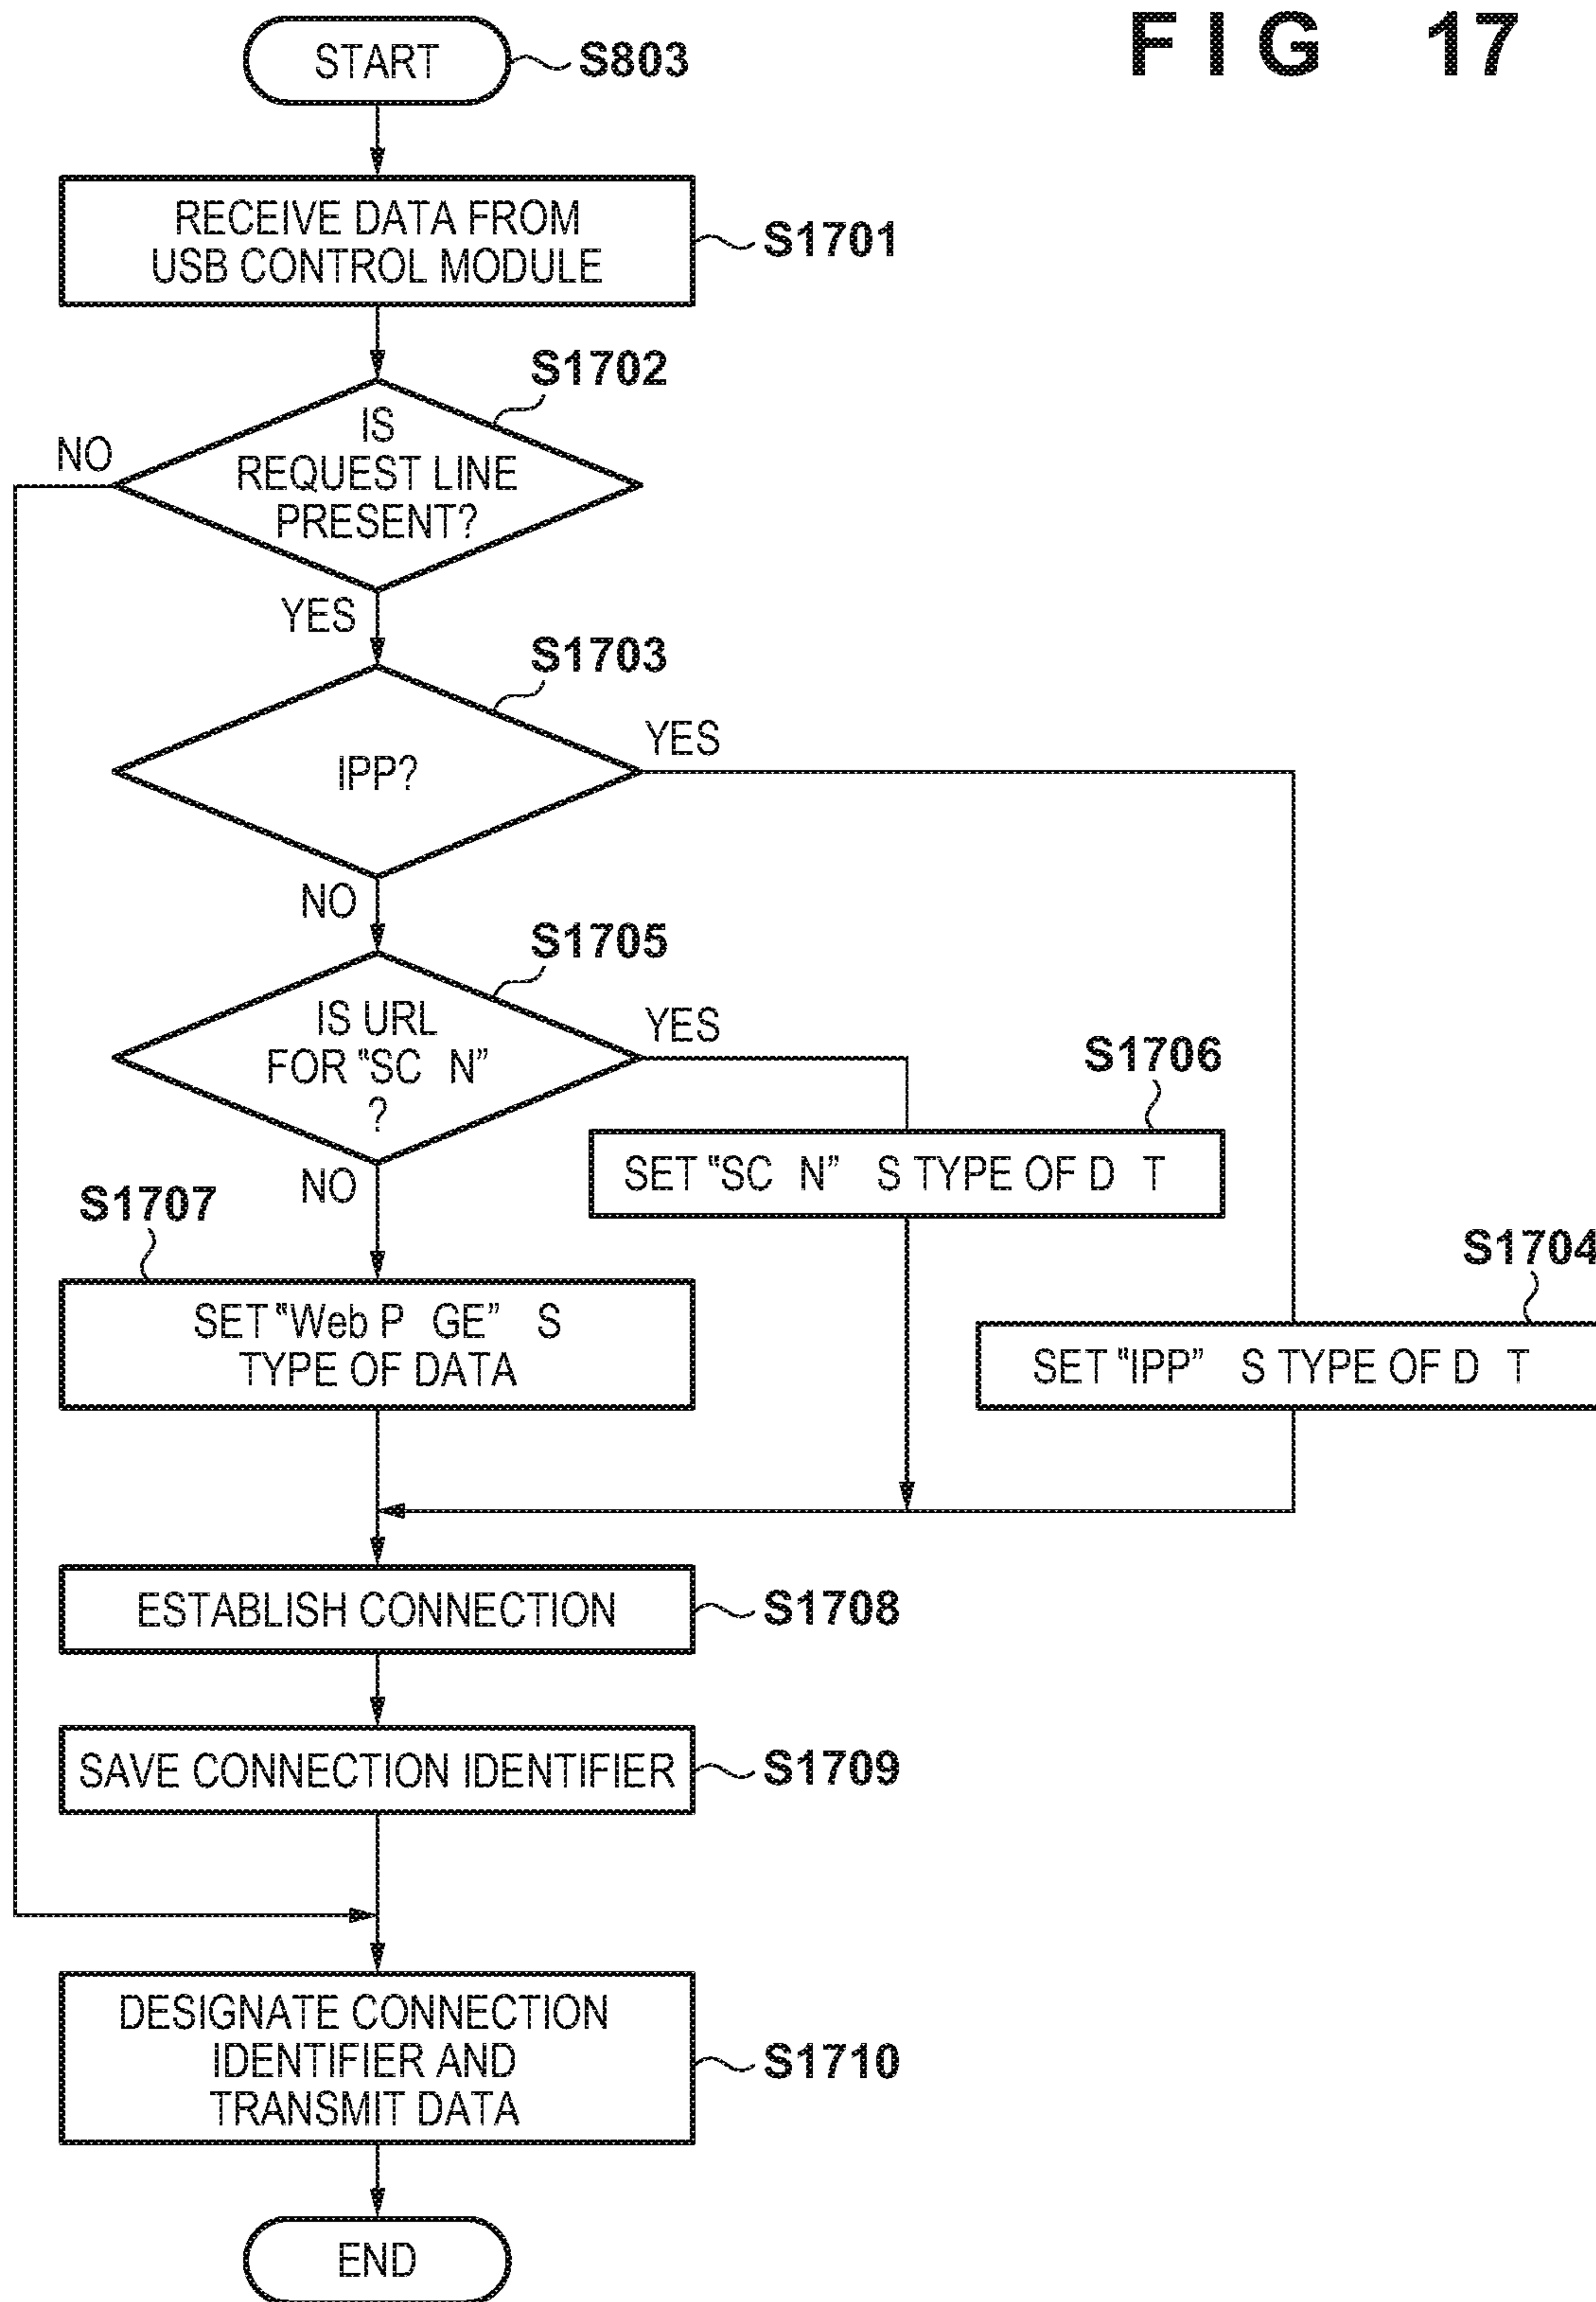 FIG 17
START
S803
RECEIVE DATA FROM
USB CONTROL MODULE
S1701
S1702
IS
REQUEST LINE
PRESENT?
NO
YES
S1703
IPP?
YES
NO
S1705
IS URL
FOR "SC N"
?
YES
NO
S1706
SET "SC N" S TYPE OF D T
S1707
SET "Web P GE" S
TYPE OF DATA
S1704
SET "IPP" S TYPE OF D T
ESTABLISH CONNECTION
S1708
SAVE CONNECTION IDENTIFIER
S1709
DESIGNATE CONNECTION
IDENTIFIER AND
TRANSMIT DATA
S1710
END